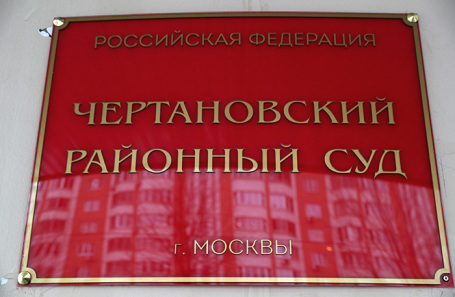 РОССИЙСКАЯ ФЕДЕРАЦИЯ
ЧЕРТАНОВСКИЙ
РАЙОННЫЙ СУД
г. МОСКВЫ